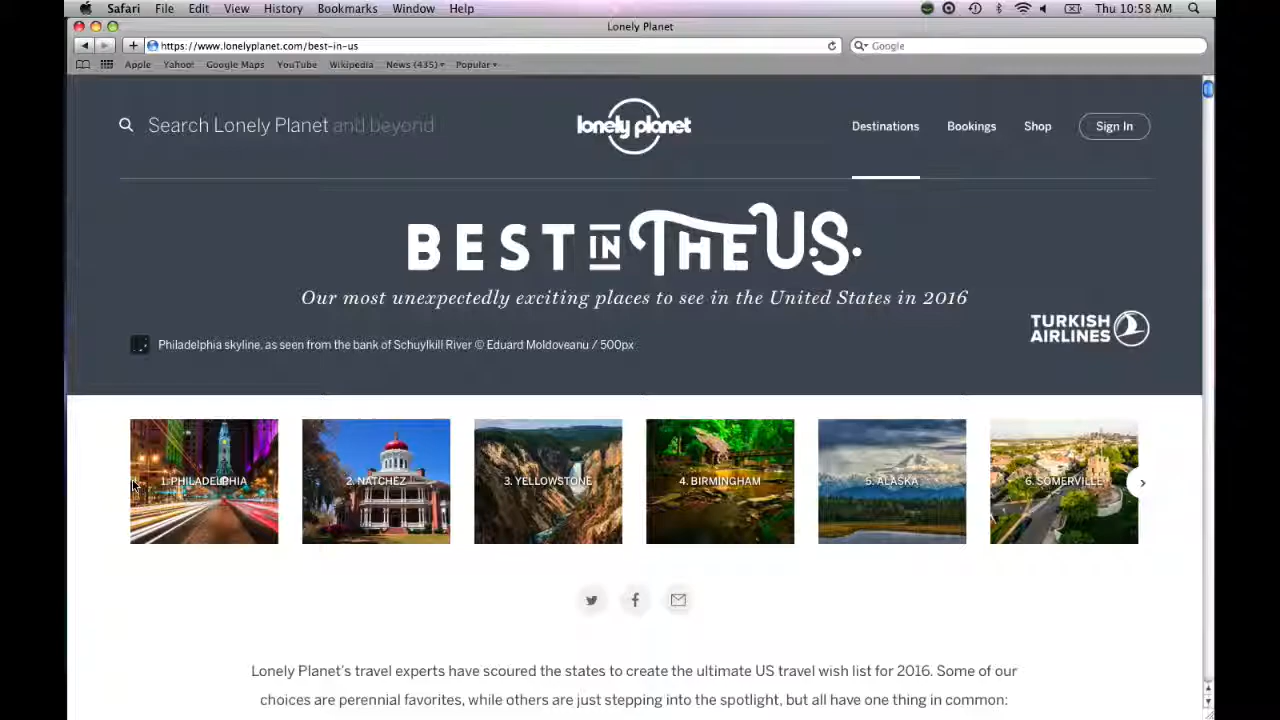 Safari File Edit View History Bookmarks Window Help Thu 10:58 AM
Lonely Planet
https://www.lonelyplanet.com/best-in-us Google
Apple Yahoo! Google Maps YouTube Wikipedia News (435) Popular
Search Lonely Planet and beyond lonely planet Destinations Bookings Shop Sign In
BEST IN THE U.S.
Our most unexpectedly exciting places to see in the United States in 2016
TURKISH
AIRLINES
Philadelphia skyline, as seen from the bank of Schuylkill River © Eduard Moldoveanu / 500px
1. PHILADELPHIA 2. NATCHEZ 3. YELLOWSTONE 4. BIRMINGHAM 5. ALASKA 6. SOMERVILLE
Lonely Planet's travel experts have scoured the states to create the ultimate US travel wish list for 2016. Some of our
choices are perennial favorites, while others are just stepping into the spotlight, but all have one thing in common: